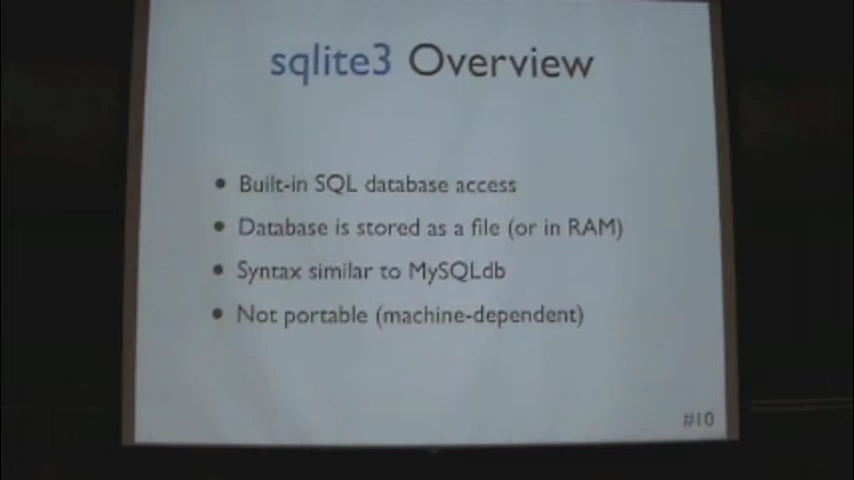 sqlite3 Overview
• Built-in SQL database access
• Database is stored as a file (or in RAM)
• Syntax similar to MySQLdb
• Not portable (machine-dependent)
#10